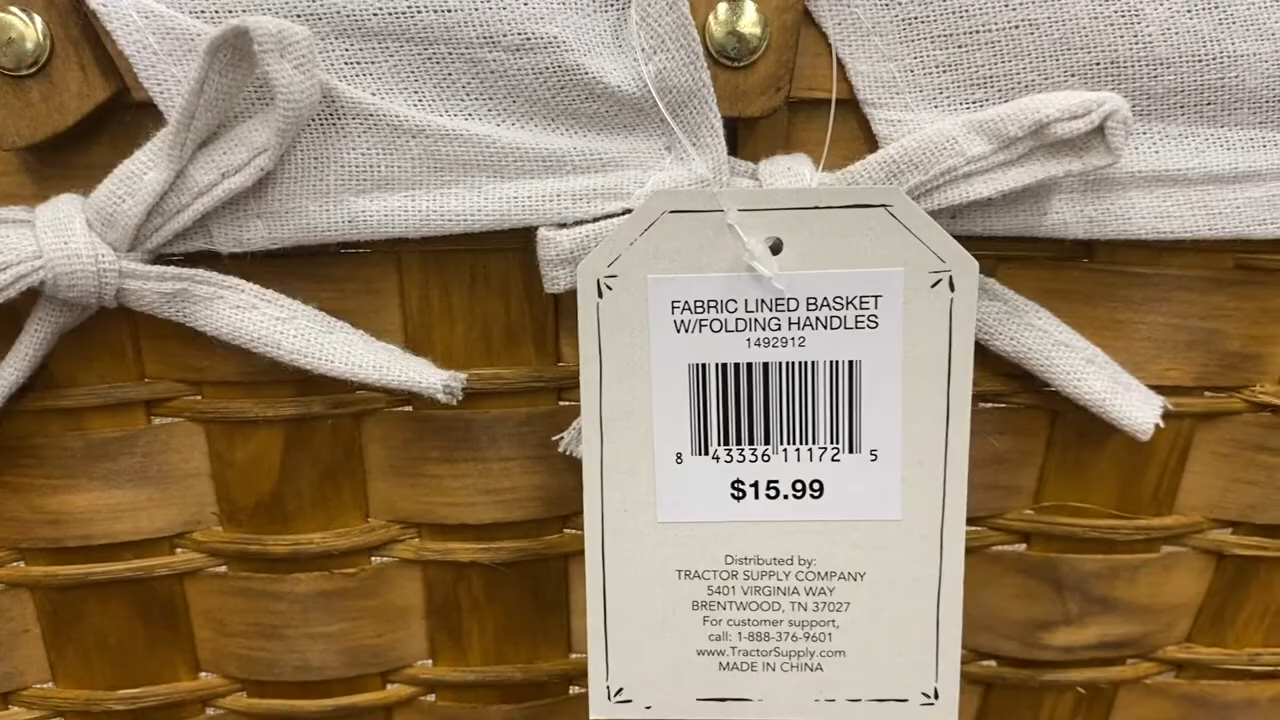 FABRIC LINED BASKET
W/FOLDING HANDLES
1492912
8 43336 11172 5
$15.99
Distributed by:
TRACTOR SUPPLY COMPANY
5401 VIRGINIA WAY
BRENTWOOD, TN 37027
For customer support,
call: 1-888-376-9601
www.TractorSupply.com
MADE IN CHINA